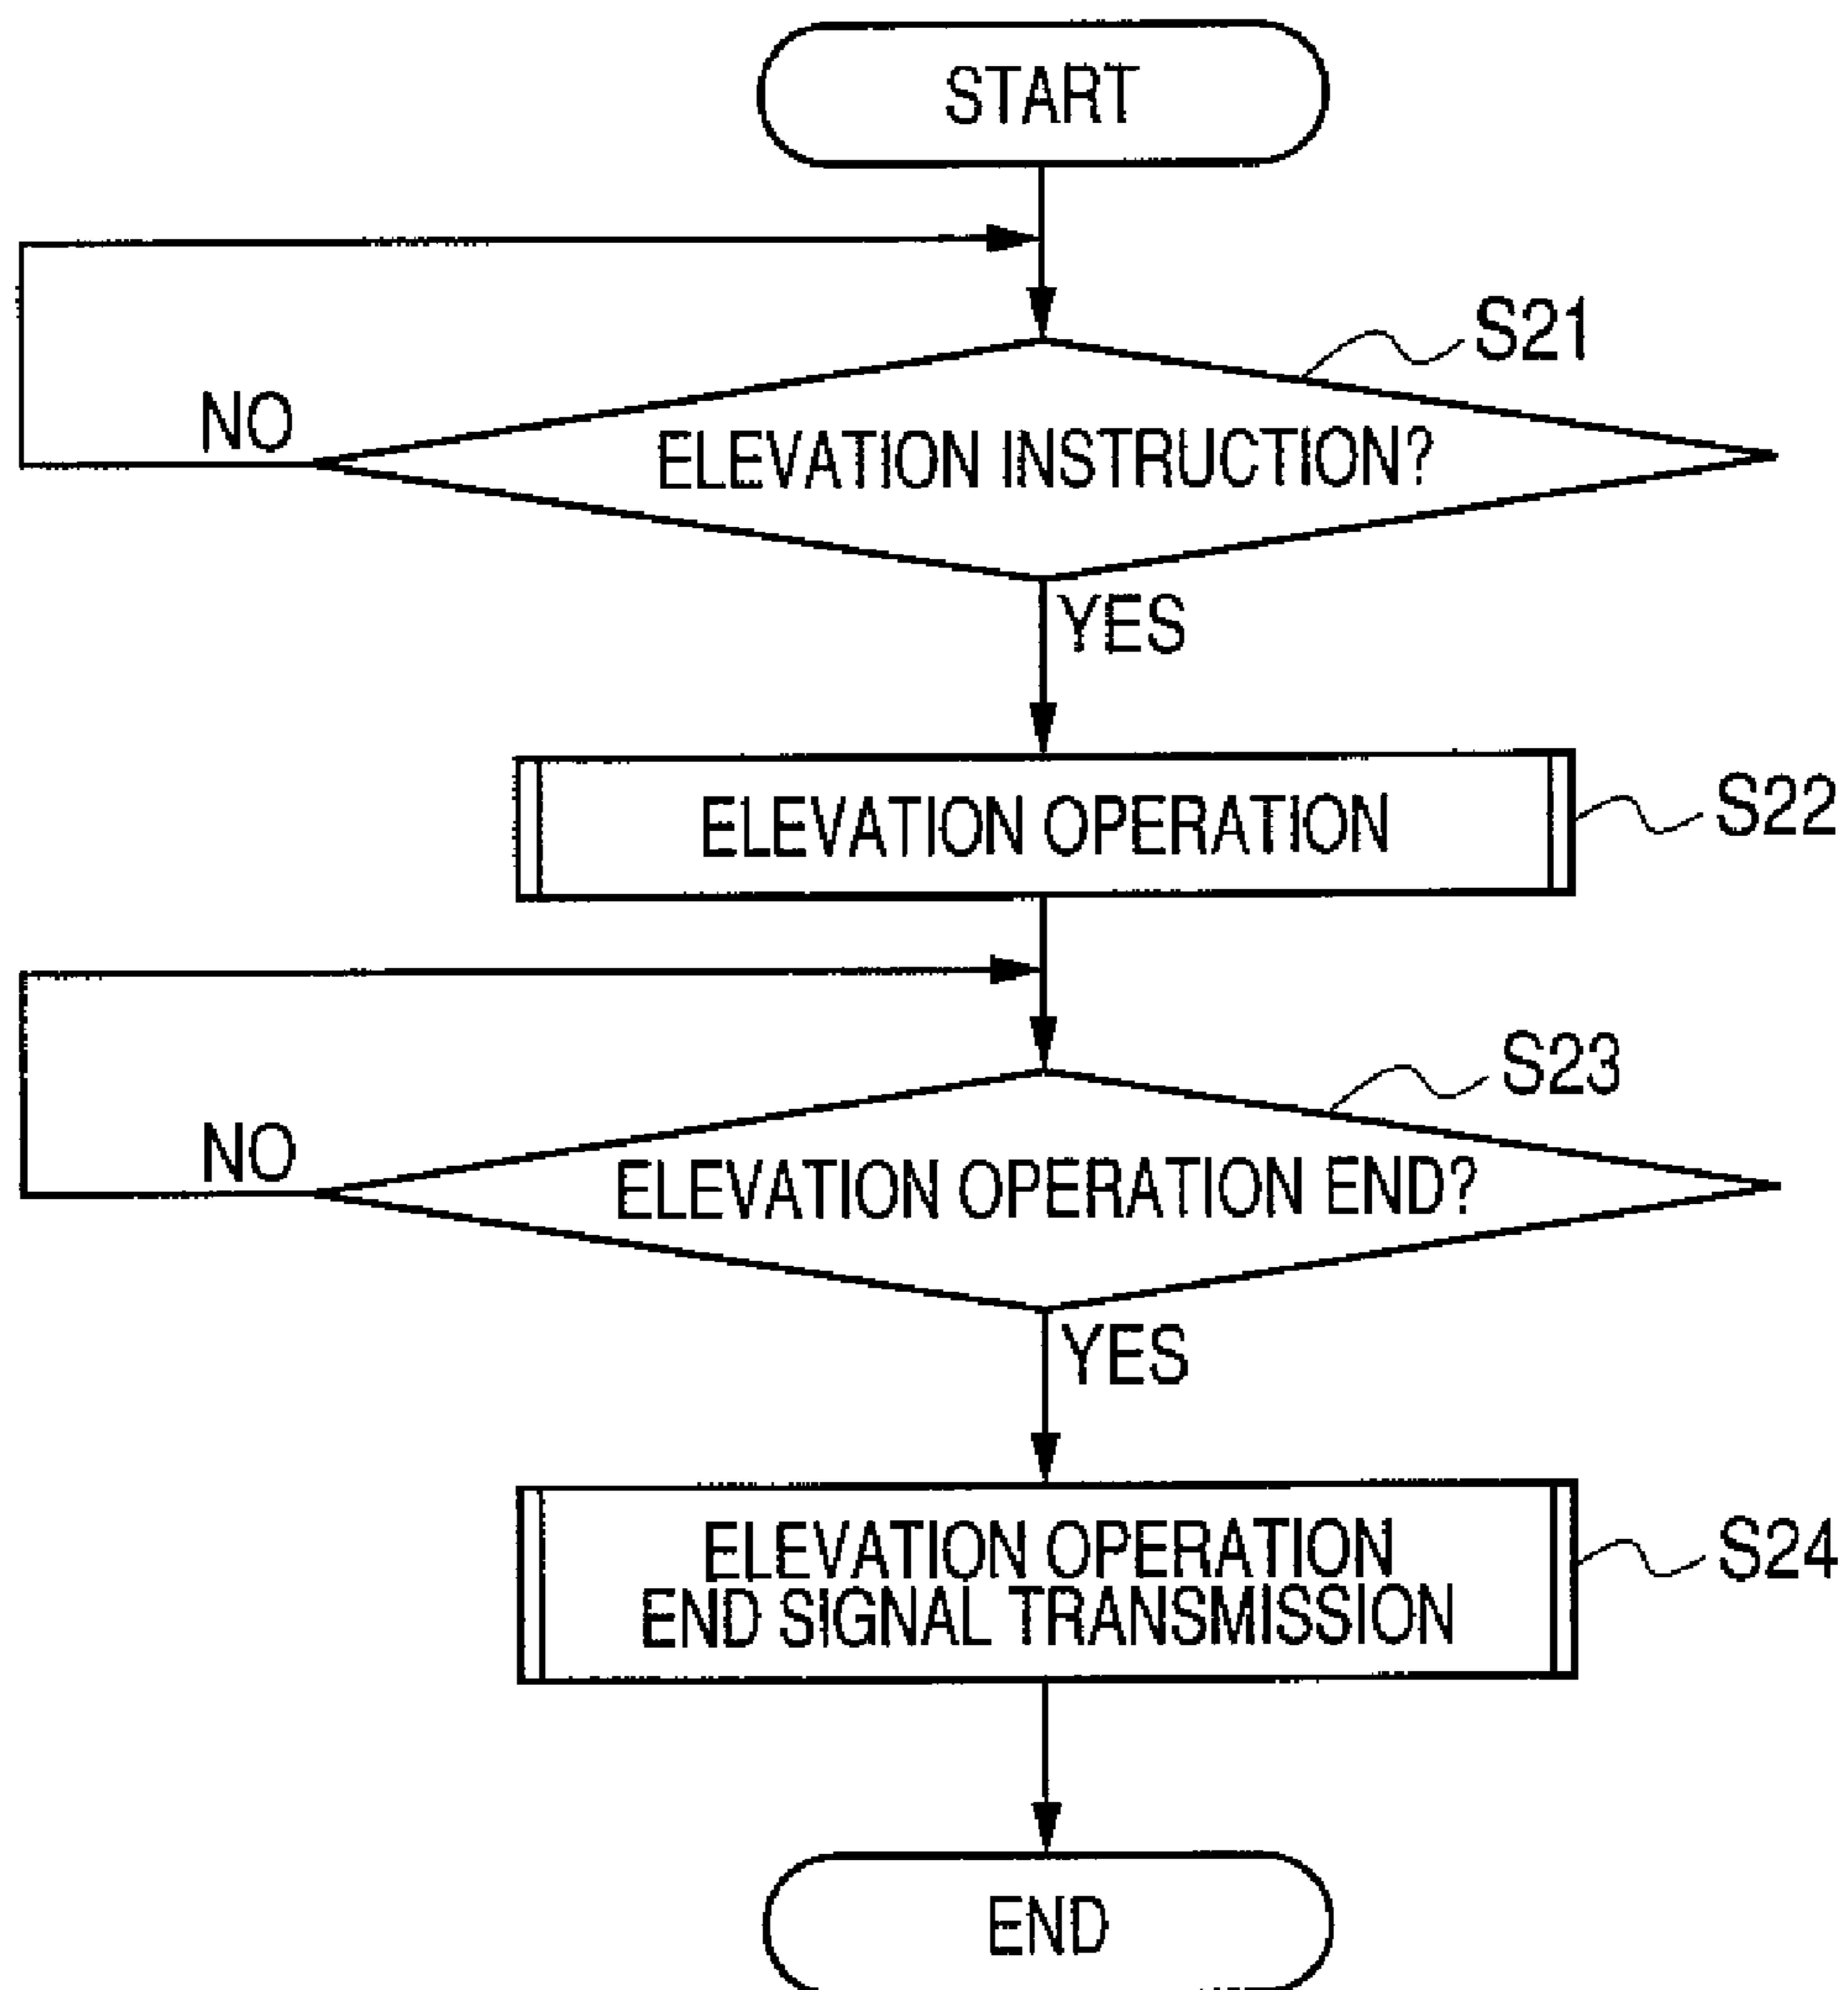 START
S21
NO
ELEVATION INSTRUCTION?
YES
ELEVATION OPERATION
S22
S23
NO
ELEVATION OPERATION END?
YES
ELEVATION OPERATION
END SIGNAL TRANSMISSION
S24
END